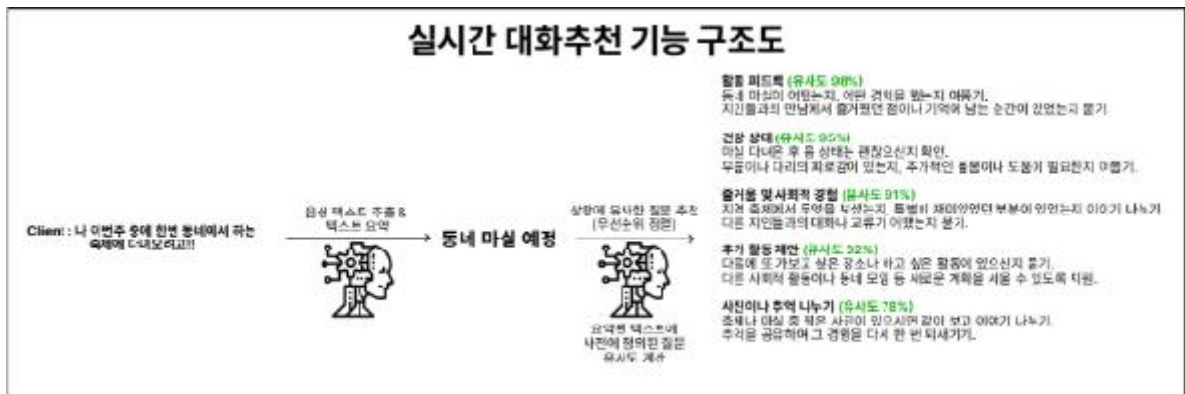 실시간 대화추천 기능 구조도
Client : 나 이번주 중에 한번 동네에서 하는
축제에 다녀오려고!!!
음성 텍스트 추출 &
텍스트 요약
동네 마실 예정
상황에 유사한 질문 추천
(우선순위 정렬)
요약된 텍스트에
사전에 정의된 질문
유사도 계산
활동 피드백 (유사도 98%)
동네 마실이 어땠는지, 어떤 경험을 했는지 여쭙기.
지인들과의 만남에서 즐거웠던 점이나 기억에 남는 순간이 있었는지 묻기
건강 상태 (유사도 95%)
마실 다녀온 후 몸 상태는 괜찮으신지 확인.
무릎이나 다리의 피로감이 있는지, 추가적인 돌봄이나 도움이 필요한지 여쭙기.
즐거움 및 사회적 경험 (유사도 91%)
지역 축제에서 무엇을 보셨는지, 특별히 재미있었던 부분이 있었는지 이야기 나누기
다른 지인들과의 대화나 교류가 어땠는지 묻기.
추가 활동 제안 (유사도 82%)
다음에 또 가보고 싶은 장소나 하고 싶은 활동이 있으신지 묻기.
다른 사회적 활동이나 동네 모임 등 새로운 계획을 세울 수 있도록 지원.
사진이나 추억 나누기 (유사도 78%)
축제나 마실 중 찍은 사진이 있으시면 같이 보고 이야기 나누기.
추억을 공유하며 그 경험을 다시 한 번 되새기기.